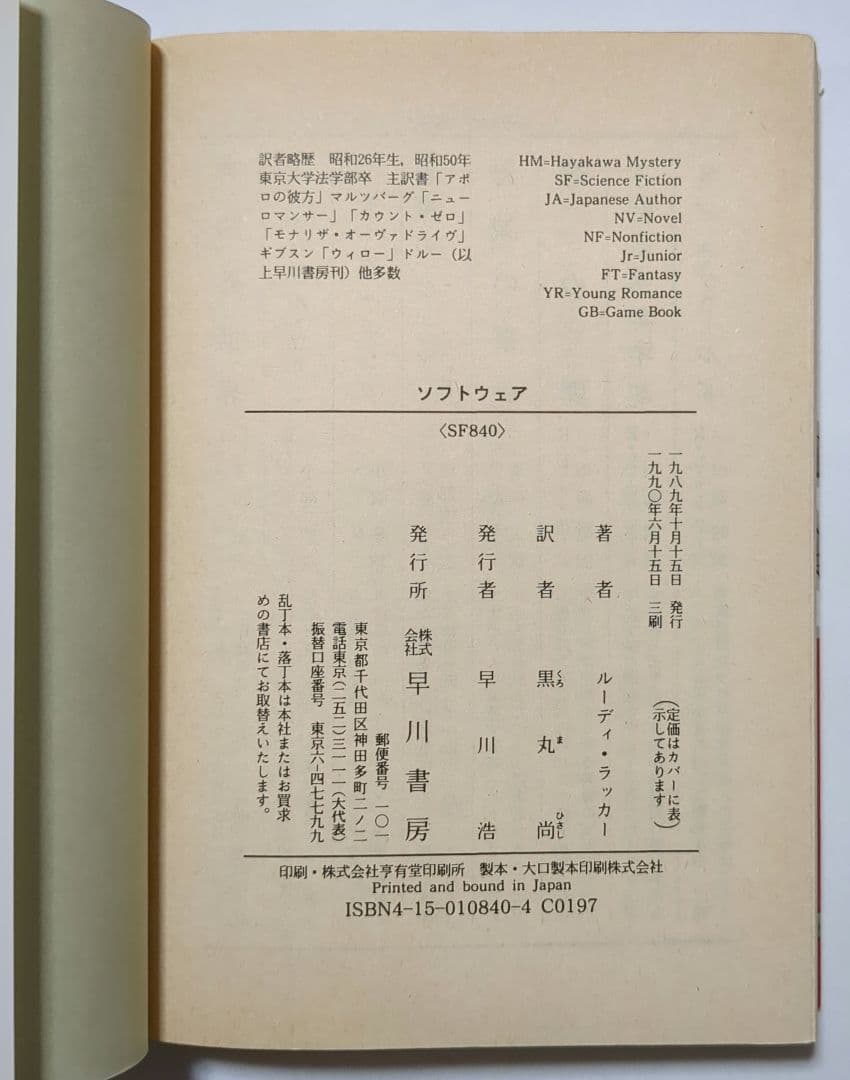 訳者略歴　昭和26年生，昭和50年
東京大学法学部卒　主訳書「アポ
ロの彼方」マルツバーグ「ニュー
ロマンサー」「カウント・ゼロ」
「モナリザ・オーヴァドライヴ」
ギブスン「ウィロー」ドルー（以
上早川書房刊）他多数
HM=Hayakawa Mystery
SF=Science Fiction
JA=Japanese Author
NV=Novel
NF=Nonfiction
Jr=Junior
FT=Fantasy
YR=Young Romance
GB=Game Book
ソフトウェア
〈SF840〉
一九八九年十月十五日　発行
一九九〇年六月十五日　三刷
（定価はカバーに表
示してあります）
著者　ルーディ・ラッカー
訳者　黒丸尚
くろ　ま　ひさし
発行者　早川浩
発行所　株式会社　早川書房
郵便番号　一〇一
東京都千代田区神田多町二ノ二
電話東京（二五二）三一一一（大代表）
振替口座番号　東京六-四七七九九
乱丁本・落丁本は本社またはお買求
めの書店にてお取替えいたします。
印刷・株式会社亨有堂印刷所　製本・大口製本印刷株式会社
Printed and bound in Japan
ISBN4-15-010840-4 C0197